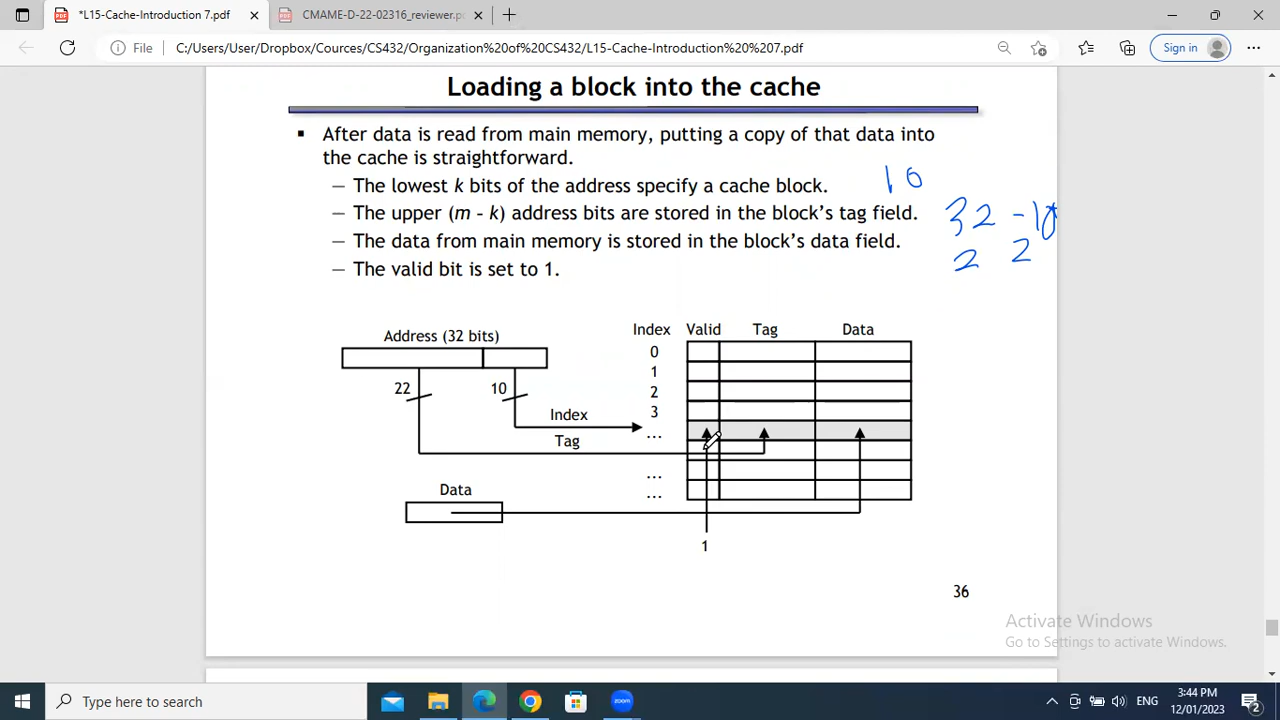 *L15-Cache-Introduction 7.pdf
CMAME-D-22-02316_reviewer.pd
File
C:/Users/User/Dropbox/Cources/CS432/Organization%20of%20CS432/L15-Cache-Introduction%20%207.pdf
Sign in
Loading a block into the cache
After data is read from main memory, putting a copy of that data into
the cache is straightforward.
— The lowest k bits of the address specify a cache block.
10
— The upper (m - k) address bits are stored in the block's tag field.
32 - 10
— The data from main memory is stored in the block's data field.
2 2
— The valid bit is set to 1.
Address (32 bits)
Index Valid Tag Data
0
1
2
3
...
...
...
22
10
Index
Tag
Data
1
36
Activate Windows
Go to Settings to activate Windows.
Type here to search
zoom
ENG
3:44 PM
12/01/2023
2